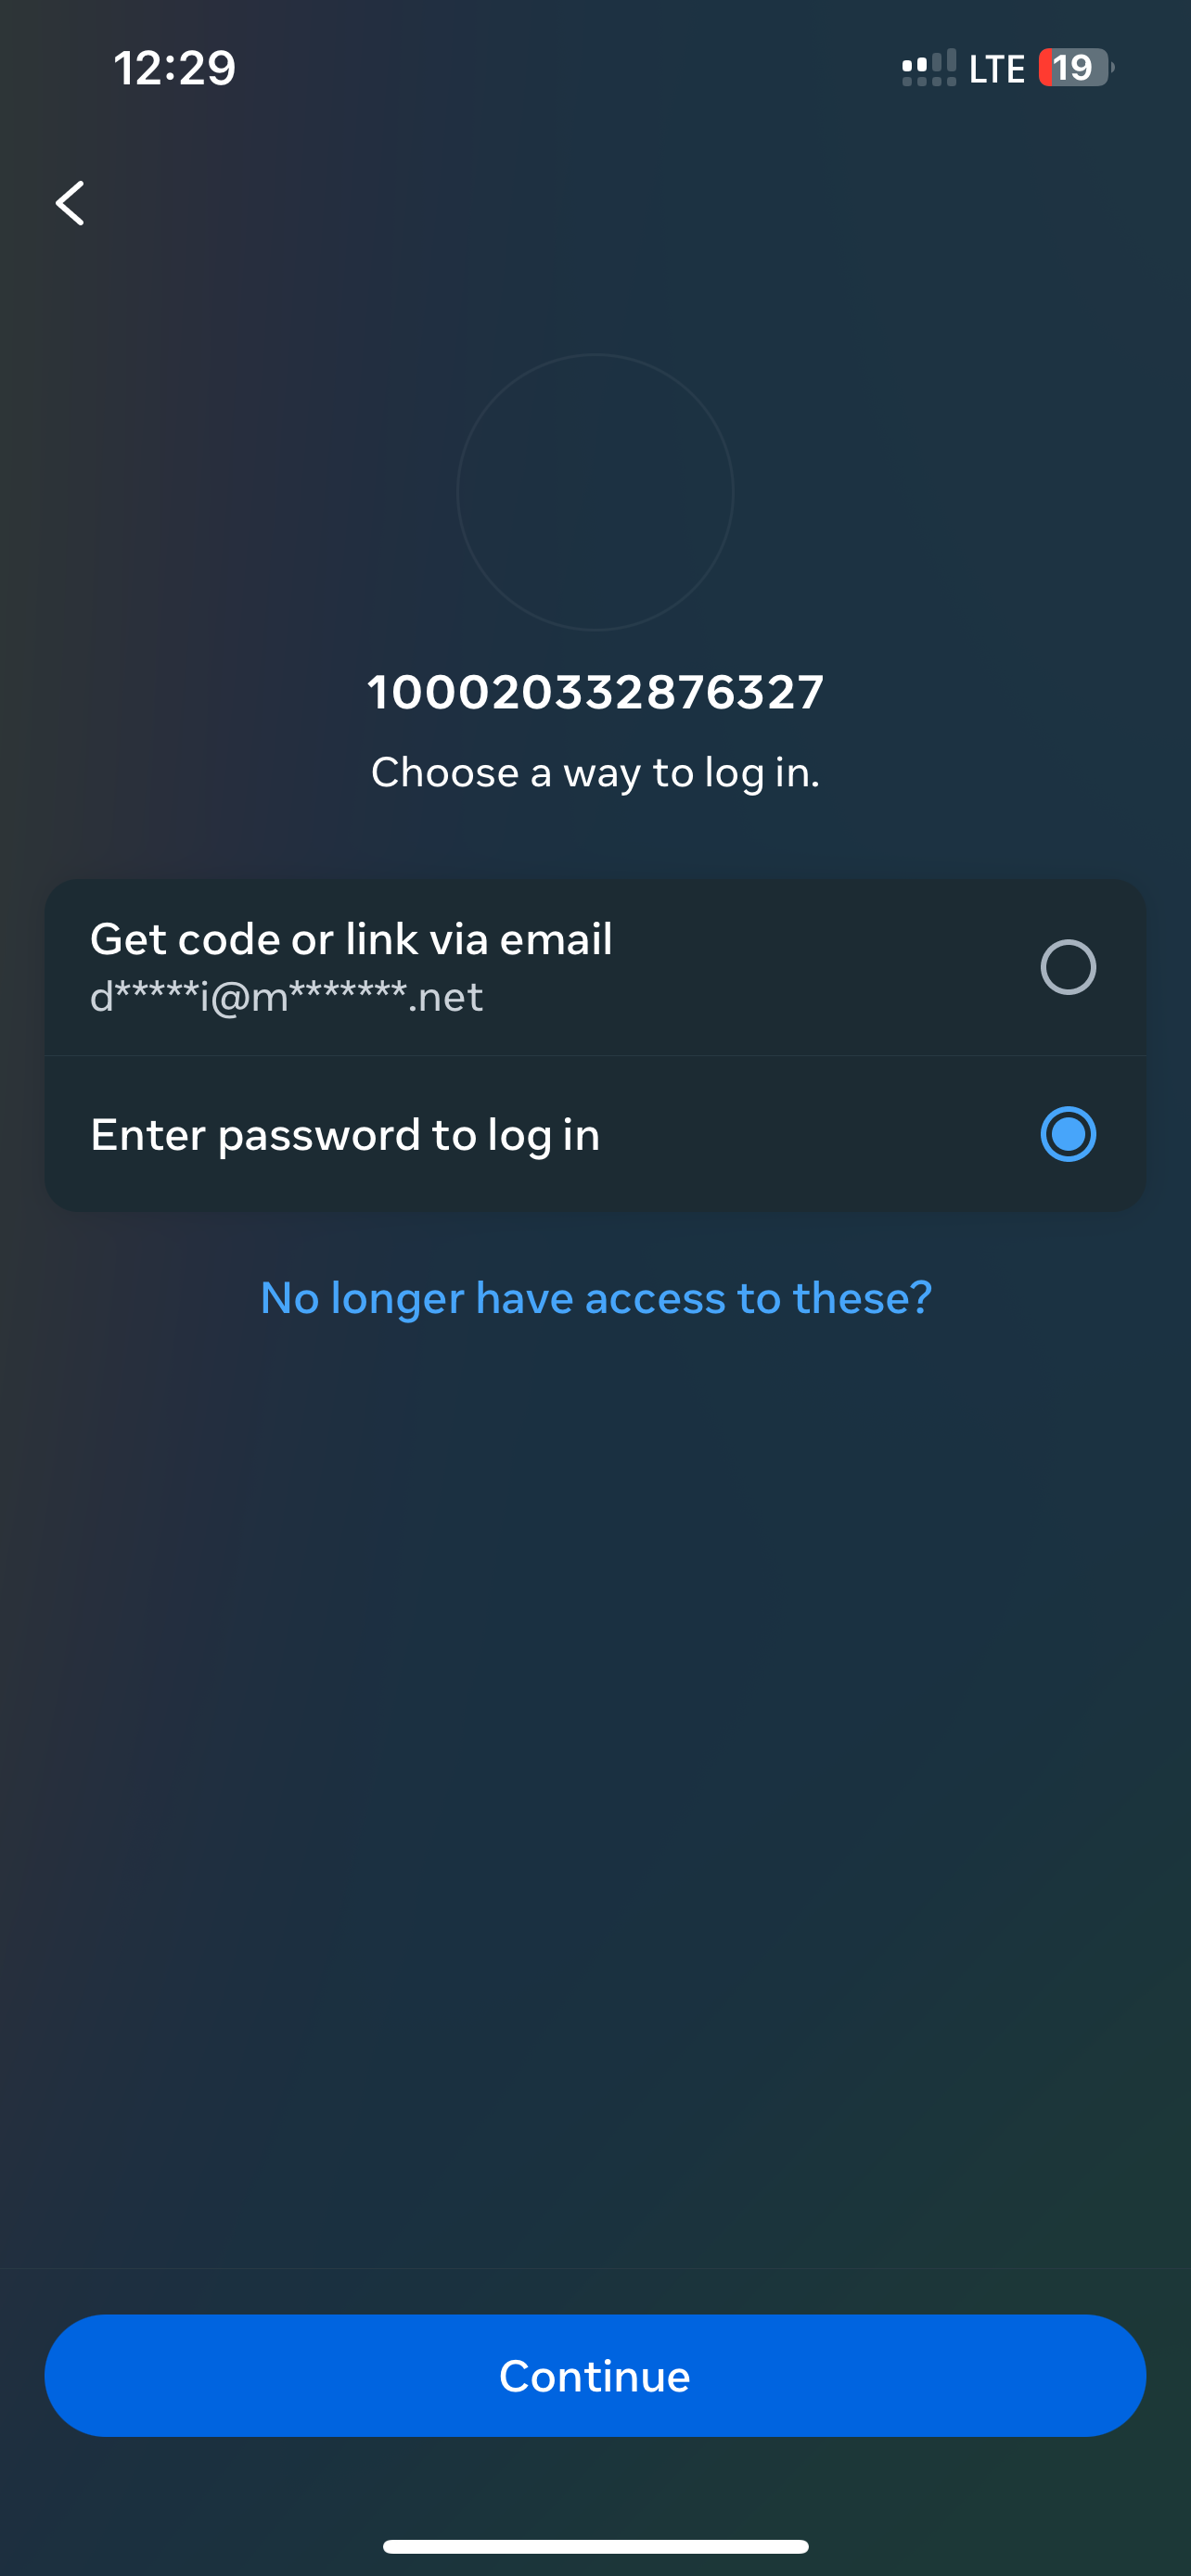 12:29
LTE
19
100020332876327
Choose a way to log in.
Get code or link via email
d*****i@m*******.net
Enter password to log in
No longer have access to these?
Continue